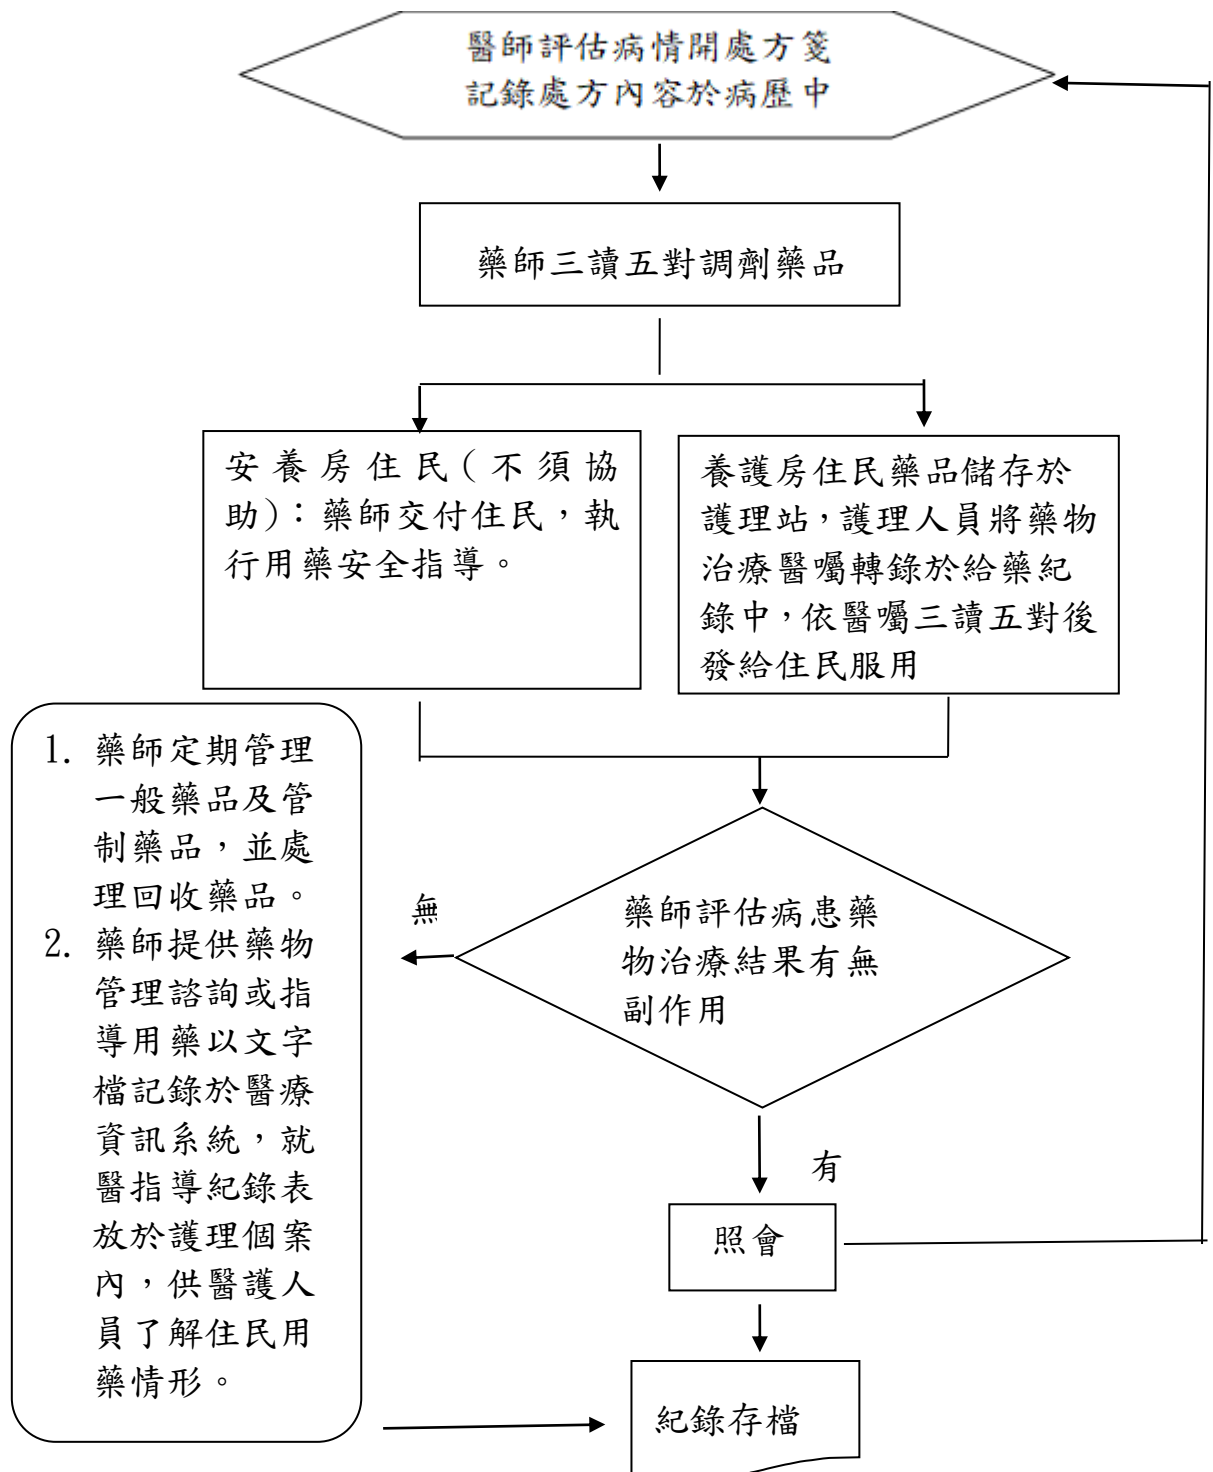 醫師評估病情開處方箋
記錄處方內容於病歷中
藥師三讀五對調劑藥品
安養房住民(不須協
助)：藥師交付住民，執
行用藥安全指導。
養護房住民藥品儲存於
護理站，護理人員將藥物
治療醫囑轉錄於給藥紀
錄中，依醫囑三讀五對後
發給住民服用
藥師評估病患藥
物治療結果有無
副作用
無
1. 藥師定期管理
一般藥品及管
制藥品，並處
理回收藥品。
2. 藥師提供藥物
管理諮詢或指
導用藥以文字
檔記錄於醫療
資訊系統，就
醫指導紀錄表
放於護理個案
內，供醫護人
員了解住民用
藥情形。
有
照會
紀錄存檔